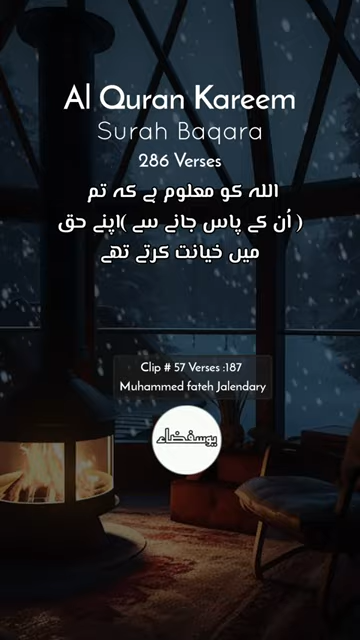 Al Quran Kareem
Surah Baqara
286 Verses
اللہ کو معلوم ہے کہ تم
( اُن کے پاس جانے سے )اپنے حق
میں خیانت کرتے تھے
Clip # 57 Verses :187
Muhammed fateh Jalendary
یوسفضاء